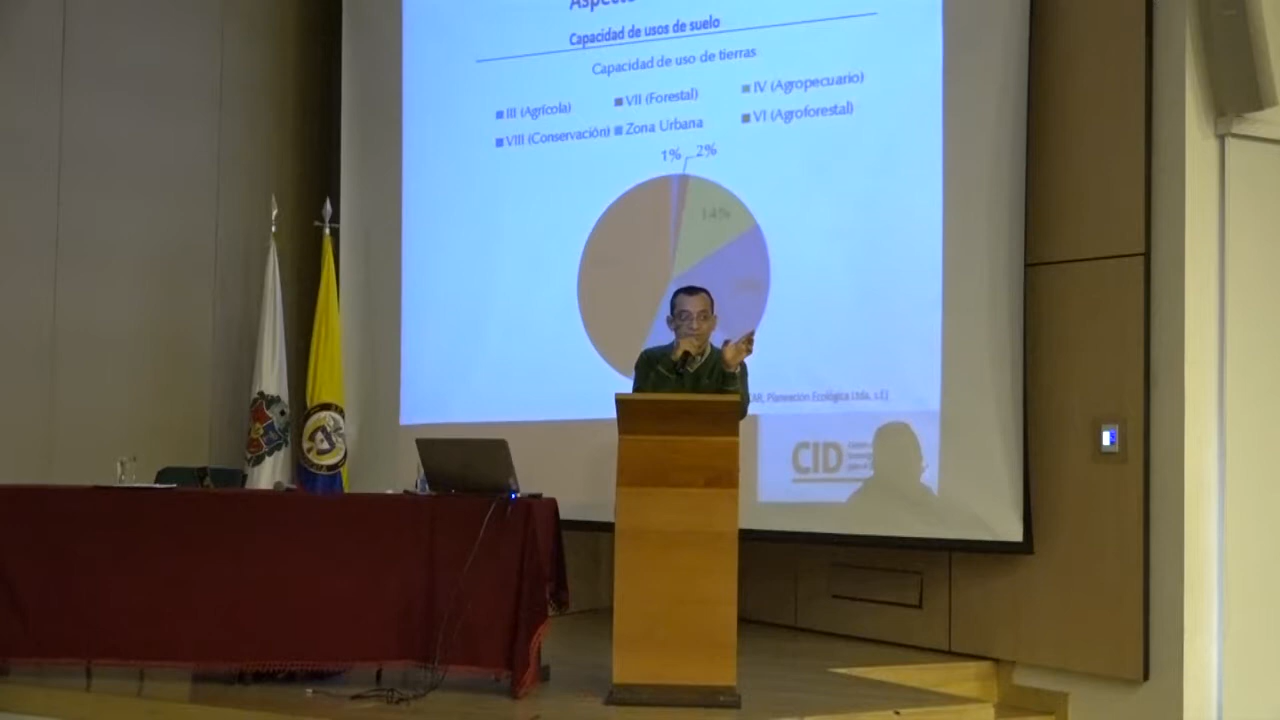 Capacidad de usos de suelo
Capacidad de uso de tierras
III (Agrícola) VII (Forestal) IV (Agropecuario)
VIII (Conservación) Zona Urbana VI (Agroforestal)
1% 2%
14%
CAR, Planeación Ecológica Ltda, s.f)
CID